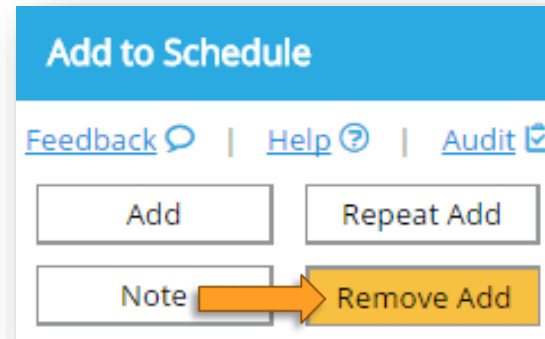 Add to Schedule
Feedback | Help ? | Audit
Add Repeat Add
Note Remove Add